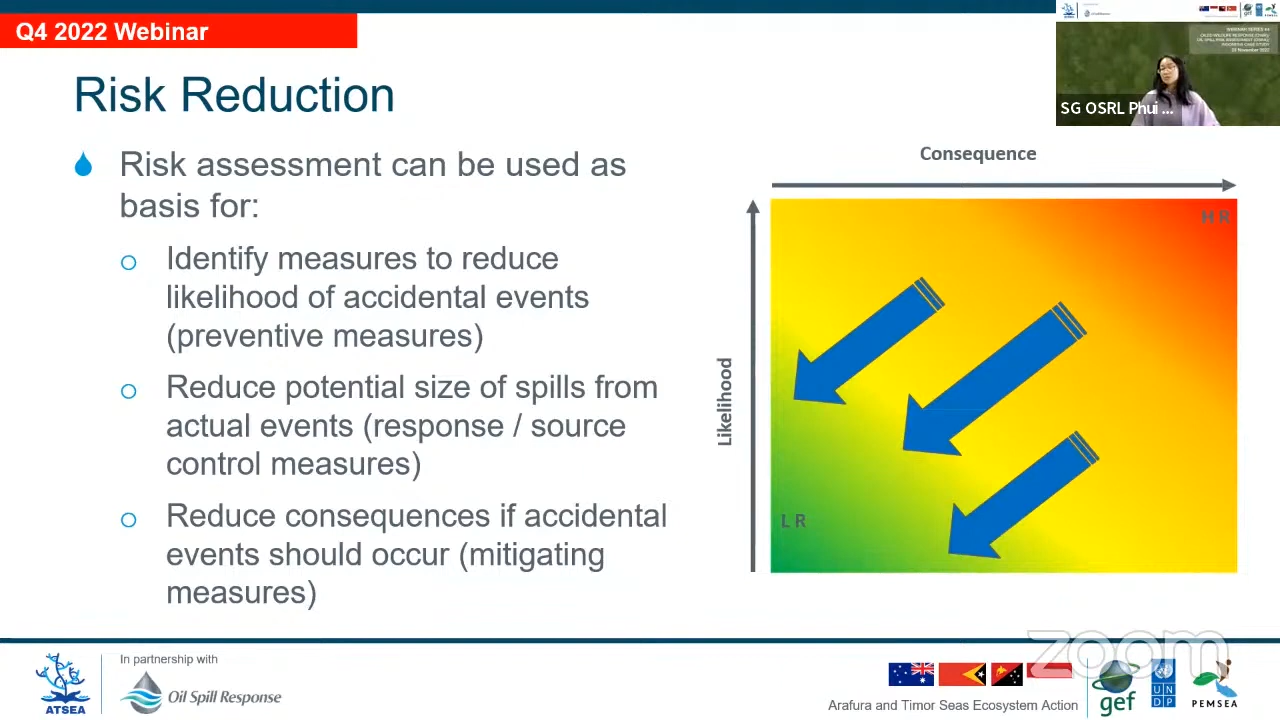 Q4 2022 Webinar
Risk Reduction
Risk assessment can be used as
basis for:
Identify measures to reduce
likelihood of accidental events
(preventive measures)
Reduce potential size of spills from
actual events (response / source
control measures)
Reduce consequences if accidental
events should occur (mitigating
measures)
Consequence
Likelihood
H R
L R
SG OSRL Phui ...
In partnership with
ATSEA
Oil Spill Response
Arafura and Timor Seas Ecosystem Action
gef
U N
D P
PEMSEA
zoom